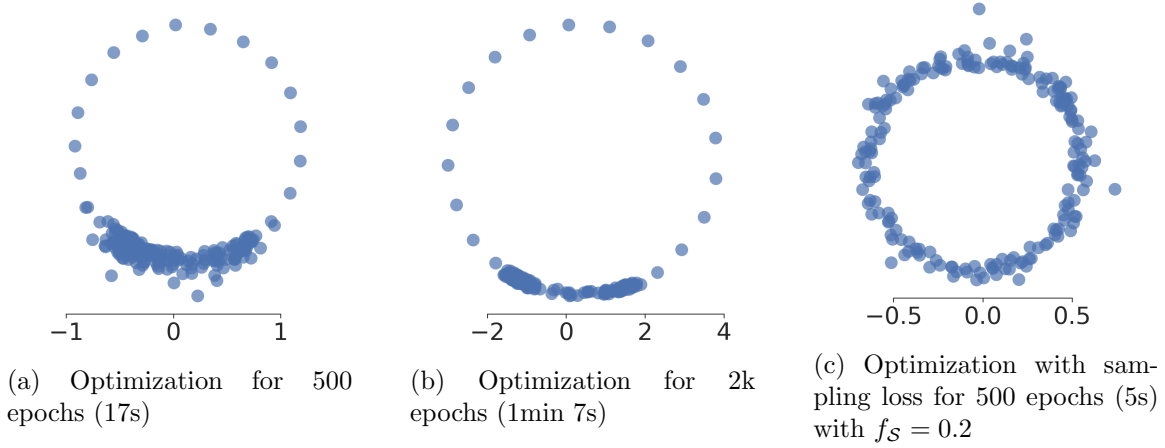 −1 0 1
−2 0 2 4
−0.5 0.0 0.5
(a) Optimization for 500
epochs (17s)
(b) Optimization for 2k
epochs (1min 7s)
(c) Optimization with sam-
pling loss for 500 epochs (5s)
with f_S = 0.2